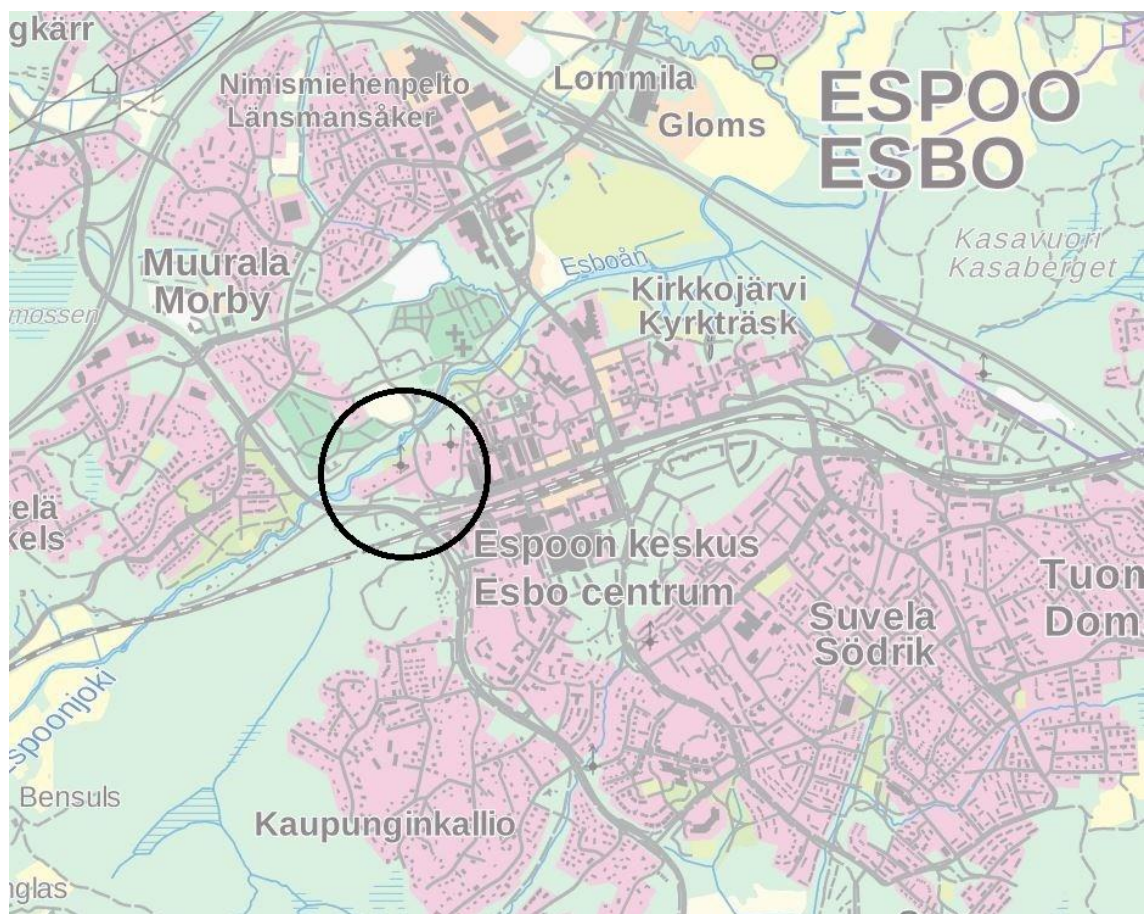 gkärr
Nimismiehenpelto
Länsmansåker
Lommila
Gloms
ESPOO
ESBO
Kasavuori
Kasaberget
Esboån
Muurala
Morby
Kirkkojärvi
Kyrkträsk
mossen
elä
kels
Espoon keskus
Esbo centrum
Tuom
Dom
Suvela
Södrik
spoonjoki
Bensuls
Kaupunginkallio
nglas